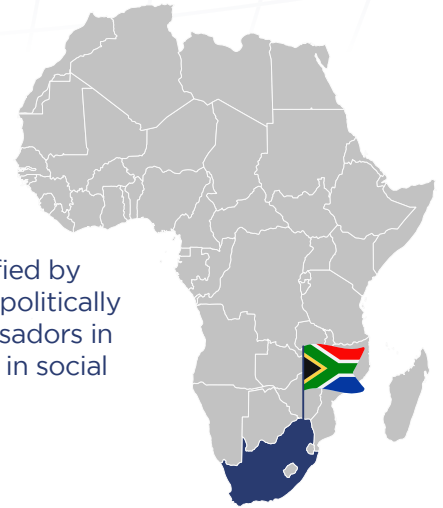 fied by
politically
sadors in
in social